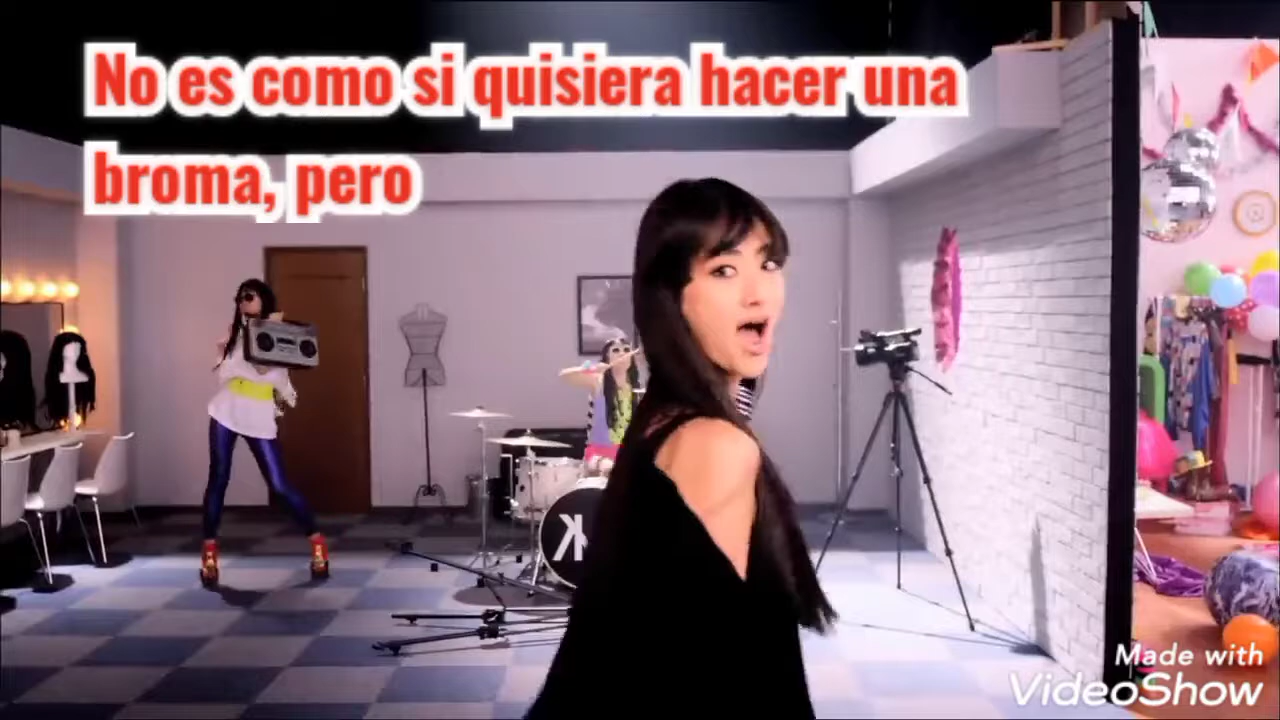 No es como si quisiera hacer una
broma, pero
K
Made with
VideoShow